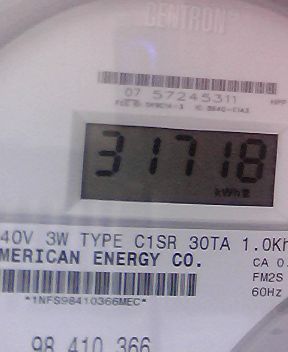 CENTRON
07 57245311
31718
kWh
40V 3W TYPE C1SR 30TA 1.0Kh
MERICAN ENERGY CO.
CA 0.
FM2S
*1NFS98410366MEC*
60Hz
98 410 366